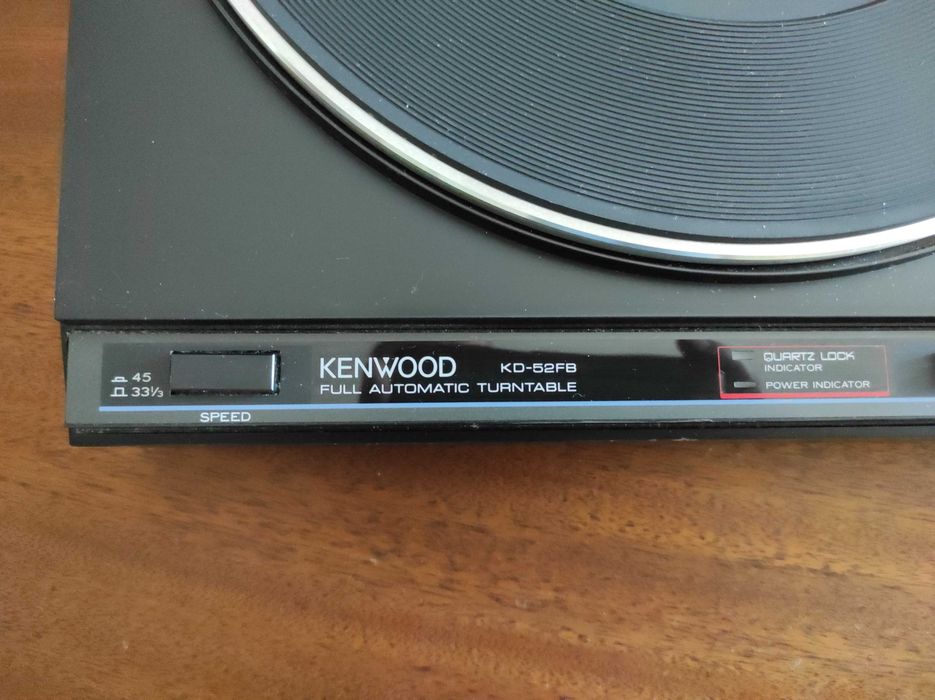 45
33⅓
SPEED
KENWOOD KD-52FB
FULL AUTOMATIC TURNTABLE
QUARTZ LOCK
INDICATOR
POWER INDICATOR